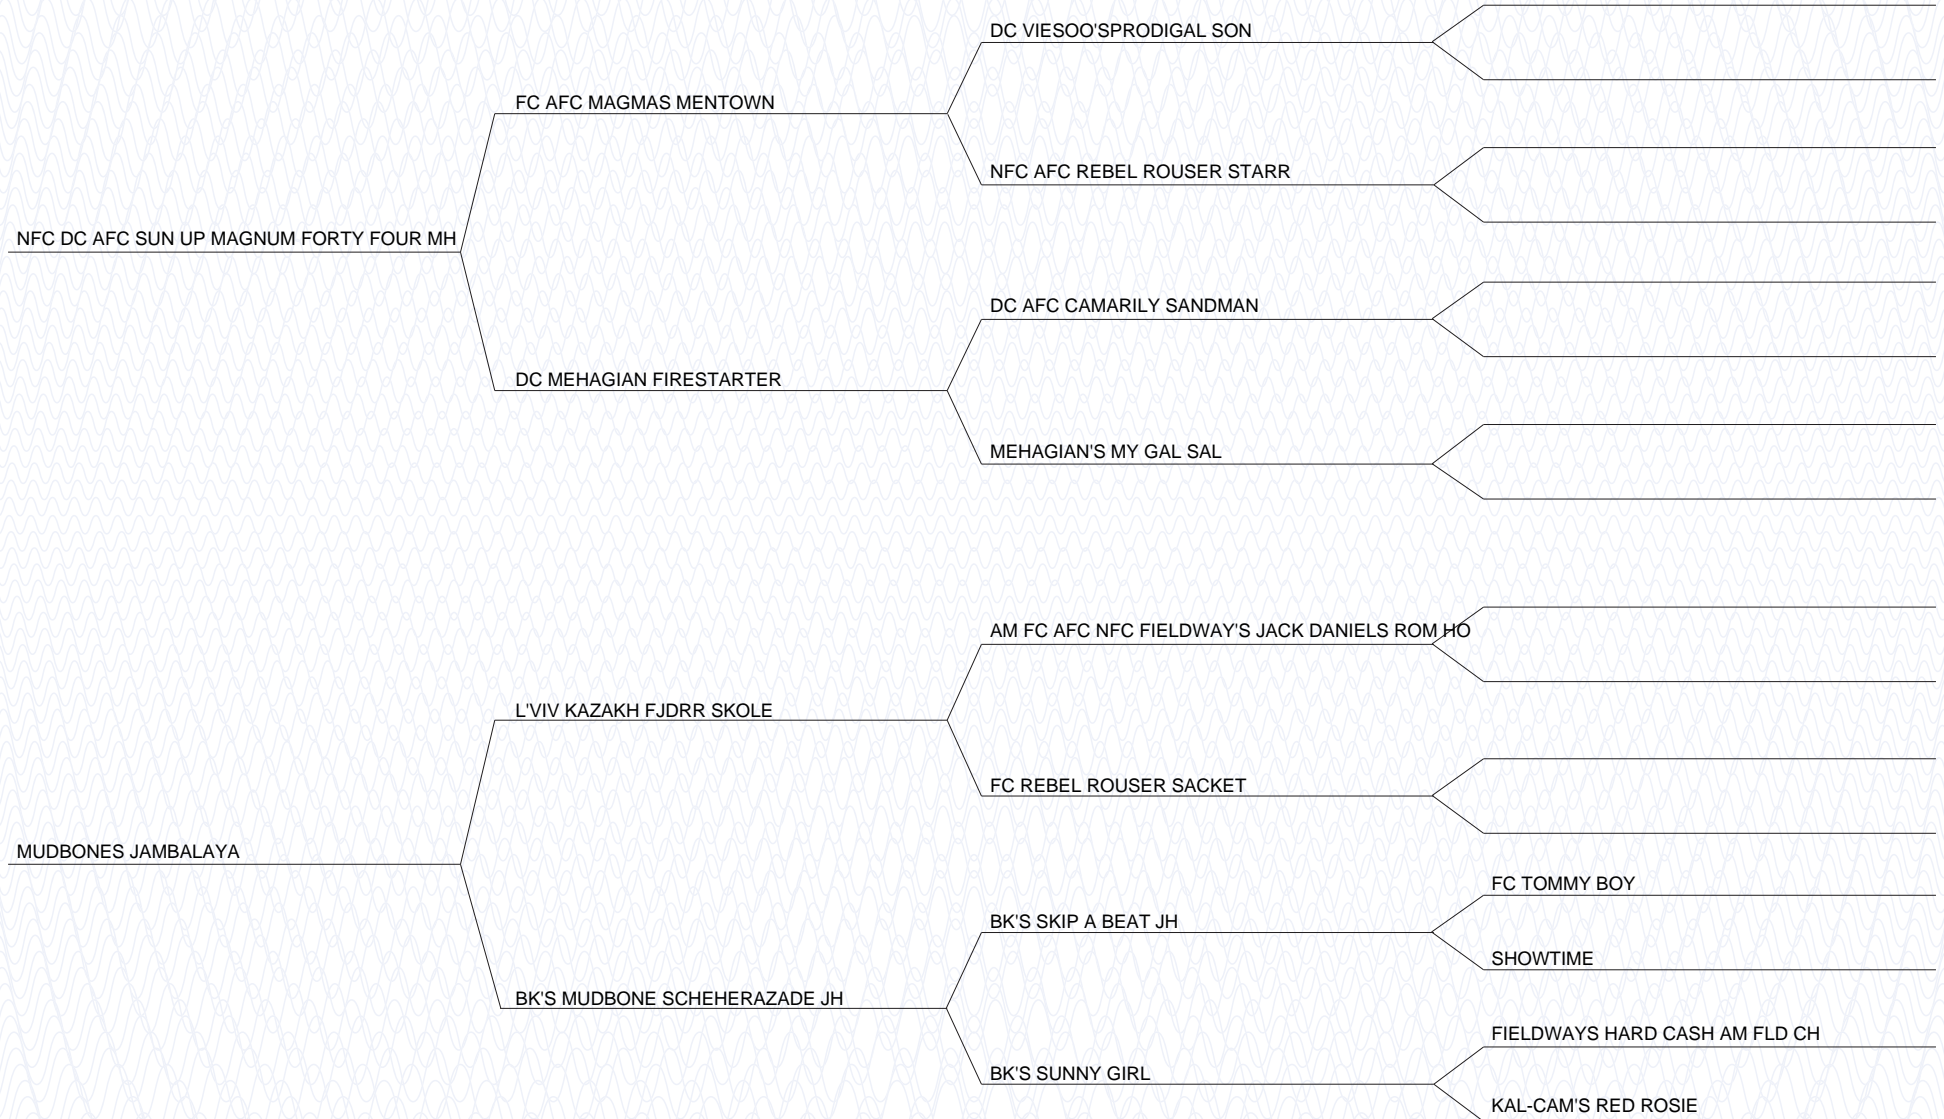 DC VIESOO'SPRODIGAL SON
FC AFC MAGMAS MENTOWN
NFC AFC REBEL ROUSER STARR
NFC DC AFC SUN UP MAGNUM FORTY FOUR MH
DC AFC CAMARILY SANDMAN
DC MEHAGIAN FIRESTARTER
MEHAGIAN'S MY GAL SAL
AM FC AFC NFC FIELDWAY'S JACK DANIELS ROM HO
L'VIV KAZAKH FJDRR SKOLE
FC REBEL ROUSER SACKET
MUDBONES JAMBALAYA
FC TOMMY BOY
BK'S SKIP A BEAT JH
SHOWTIME
BK'S MUDBONE SCHEHERAZADE JH
FIELDWAYS HARD CASH AM FLD CH
BK'S SUNNY GIRL
KAL-CAM'S RED ROSIE